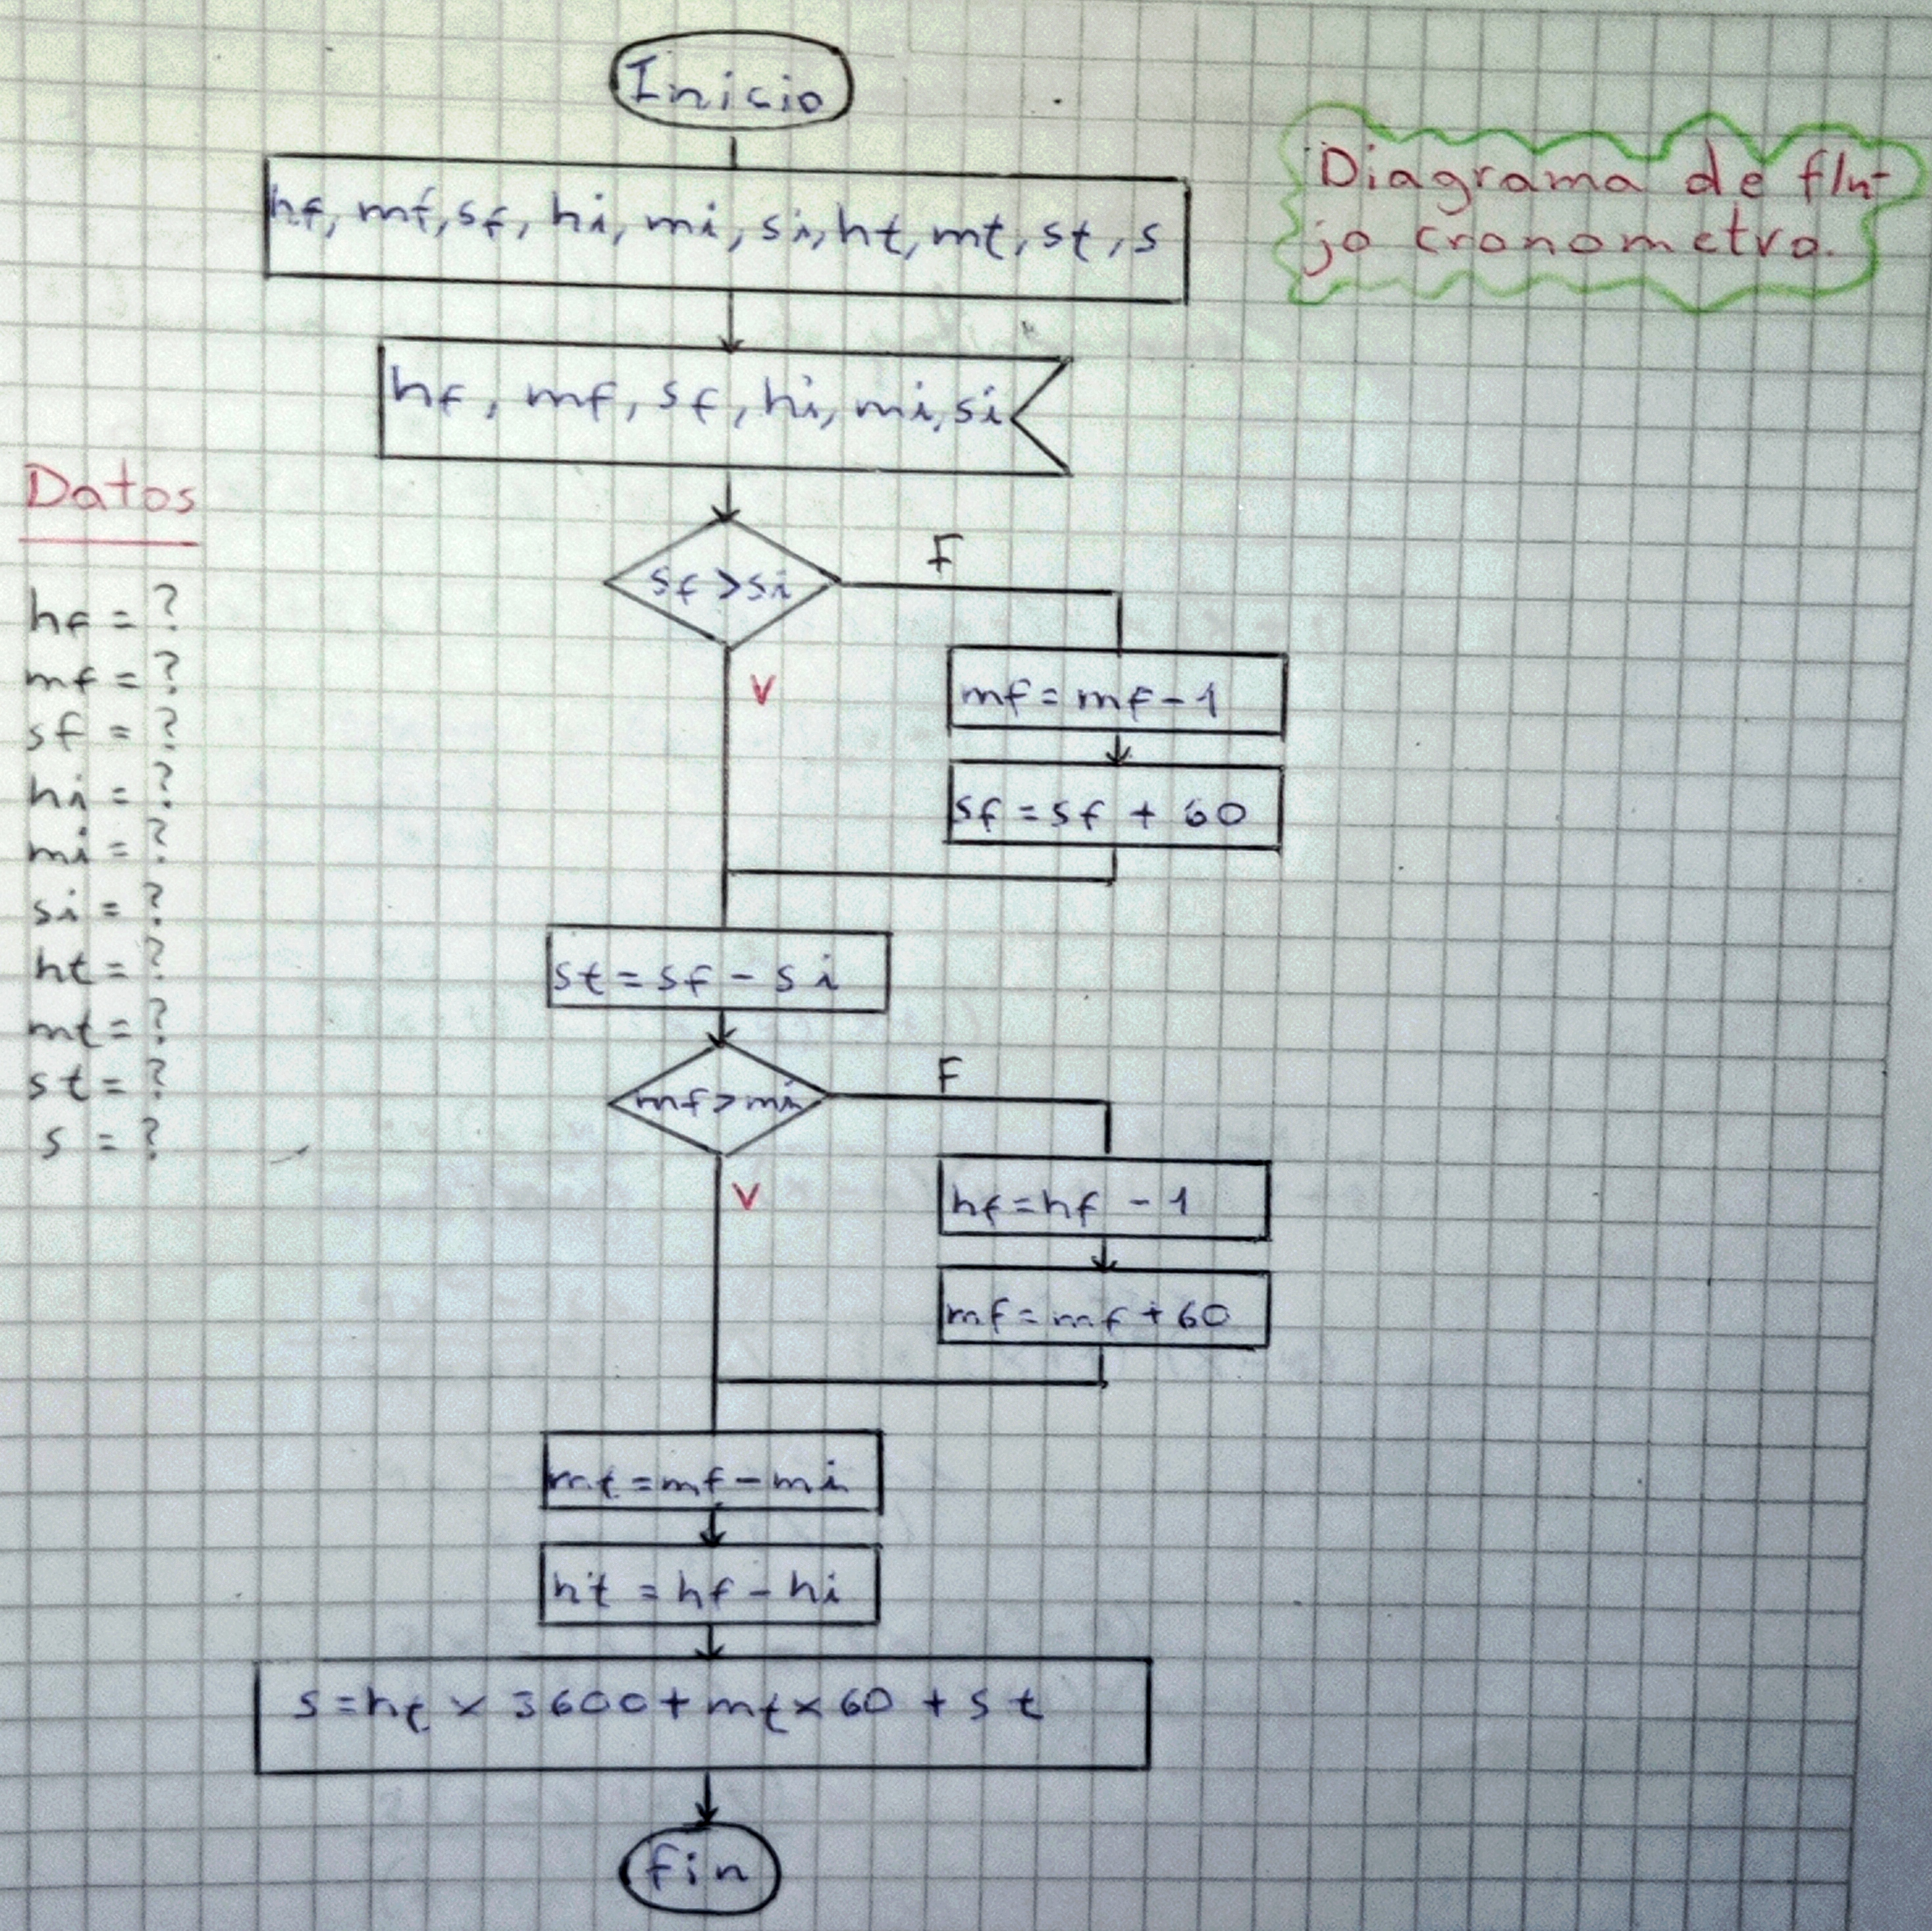 Inicio
Diagrama de flu-
jo cronometro.
hf, mf, sf, hi, mi, si, ht, mt, st, s
hf, mf, sf, hi, mi, si
Datos
hf = ?
mf = ?
sf = ?
hi = ?
mi = ?
si = ?
ht = ?
mt = ?
st = ?
s = ?
sf > si
F
V
mf = mf - 1
sf = sf + 60
st = sf - si
mf > mi
F
V
hf = hf - 1
mf = mf + 60
mt = mf - mi
ht = hf - hi
s = ht x 3600 + mt x 60 + st
fin